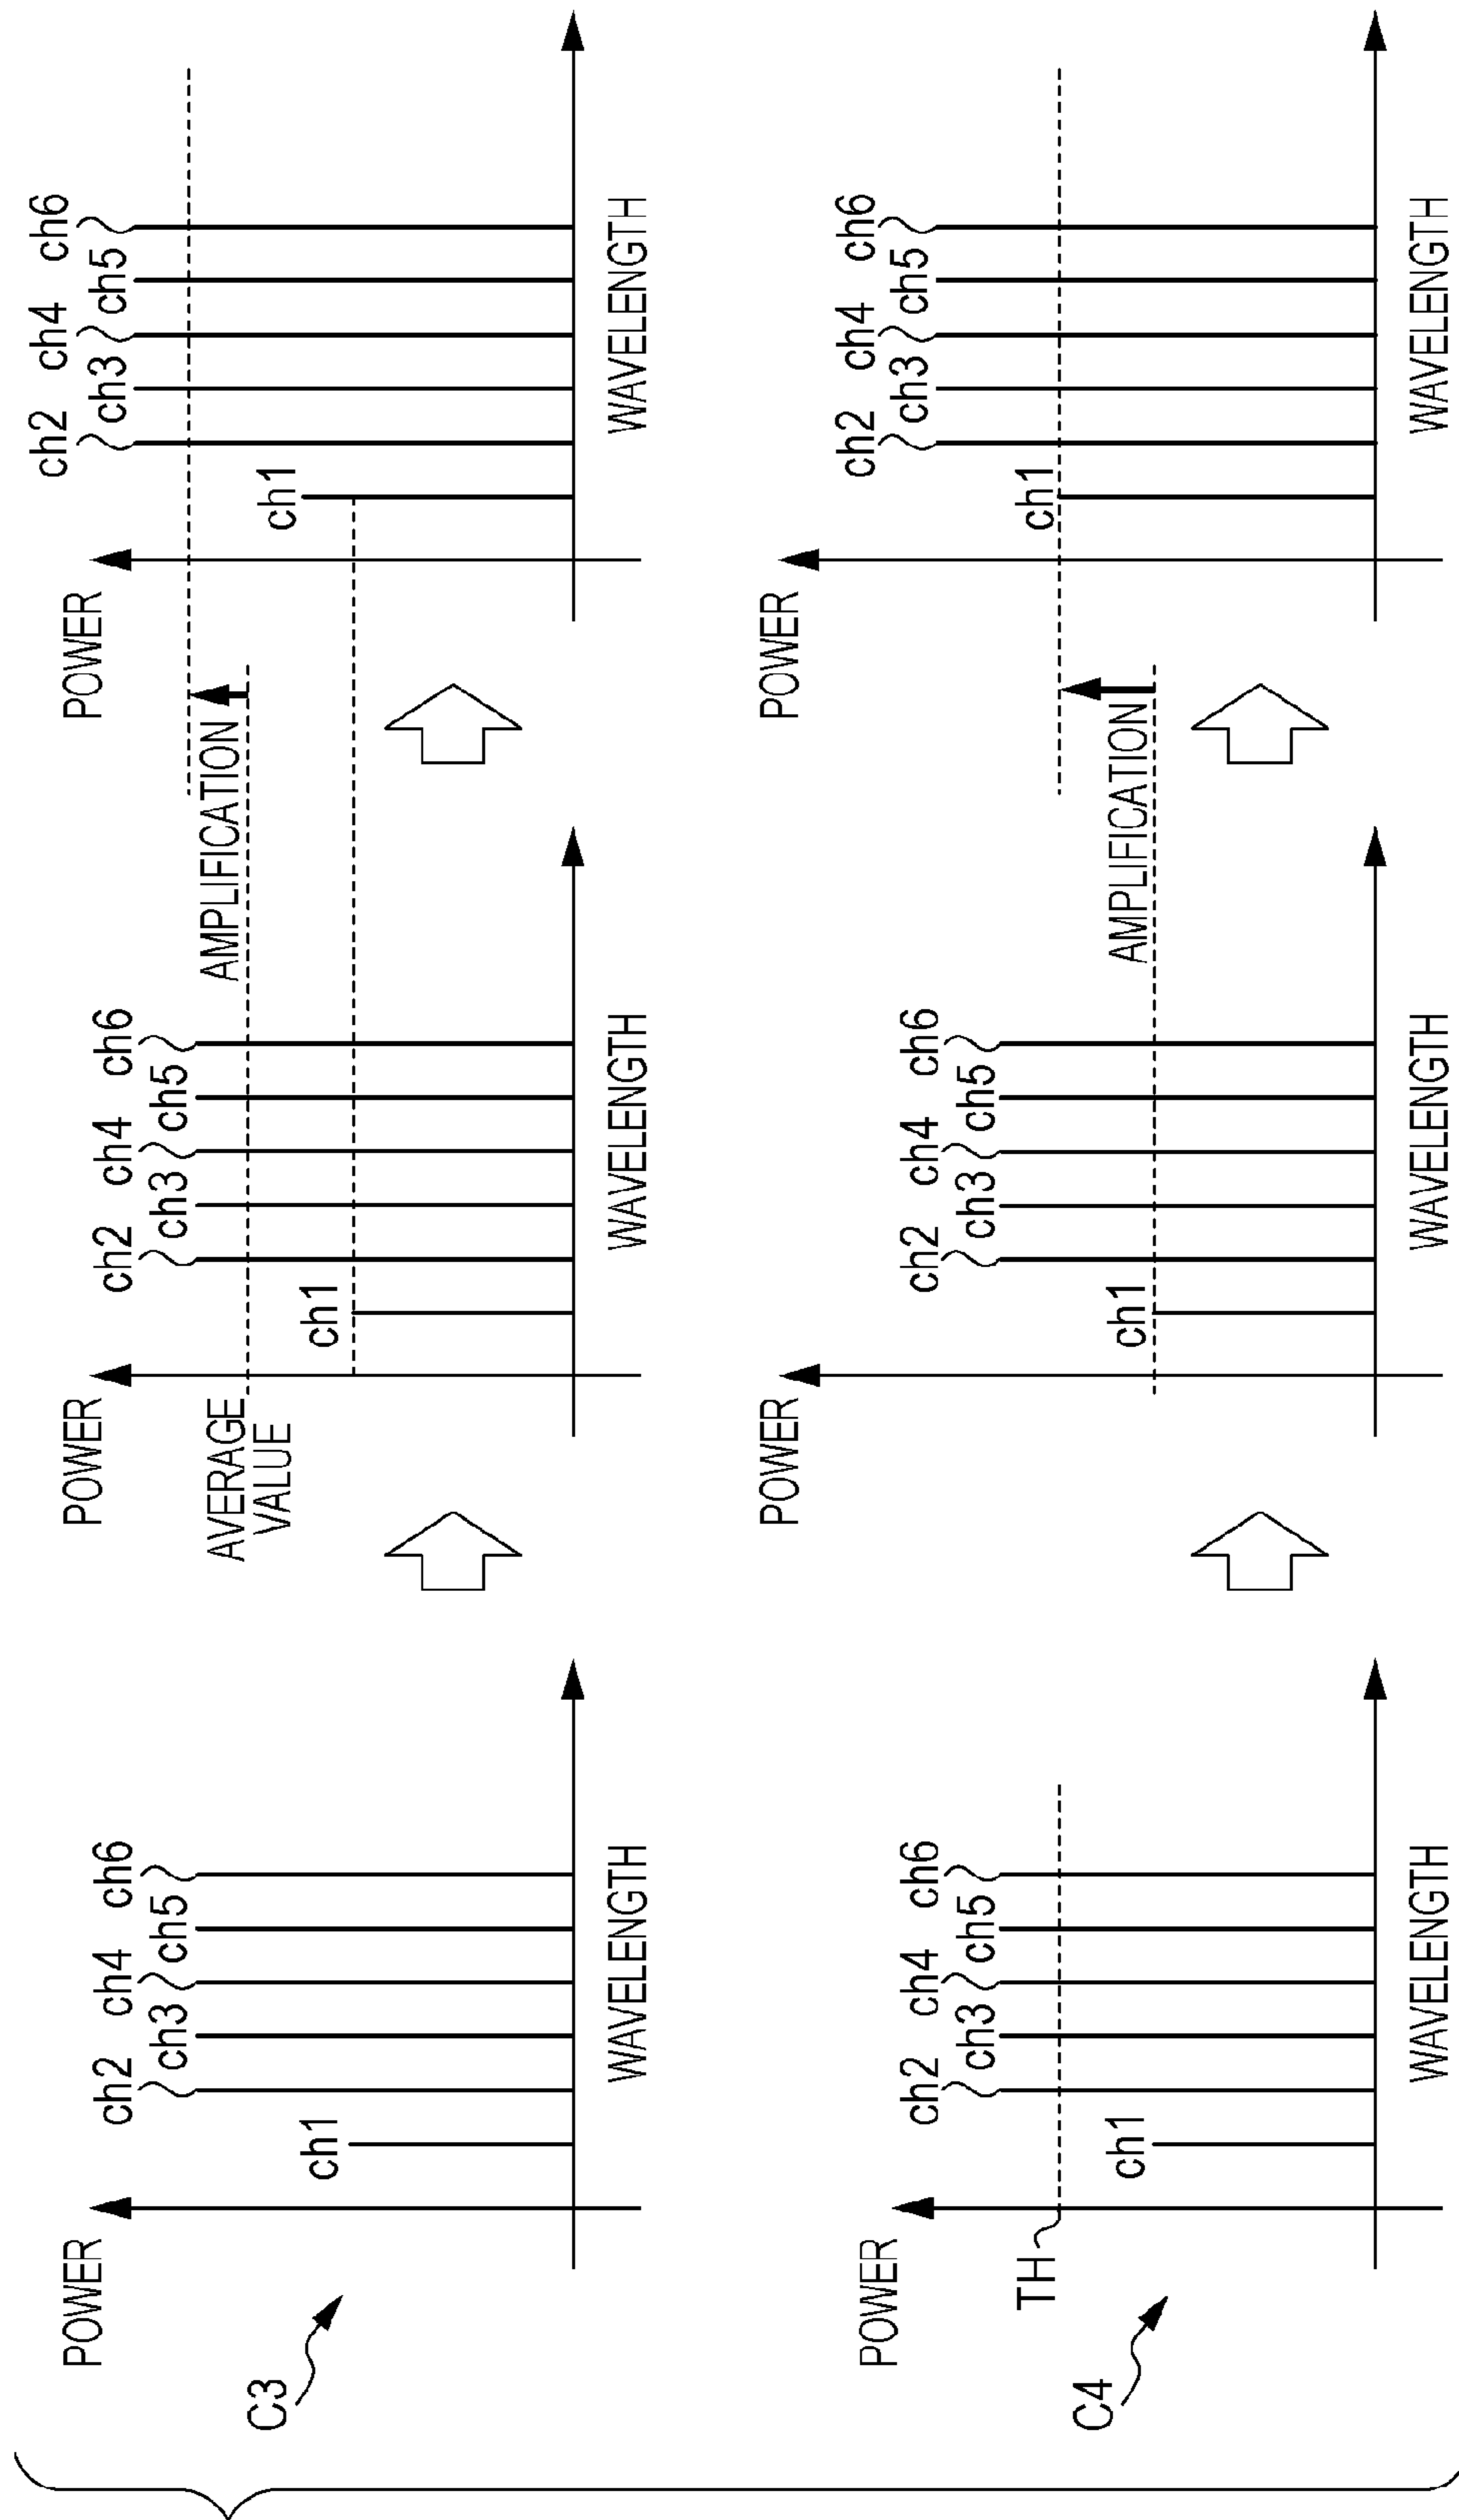 C3
POWER
ch1
ch2
ch3
ch4
ch5
ch6
WAVELENGTH
POWER
AVERAGE
VALUE
ch1
ch2
ch3
ch4
ch5
ch6
WAVELENGTH
AMPLIFICATION
POWER
ch1
ch2
ch3
ch4
ch5
ch6
WAVELENGTH
C4
POWER
TH
ch1
ch2
ch3
ch4
ch5
ch6
WAVELENGTH
POWER
ch1
ch2
ch3
ch4
ch5
ch6
WAVELENGTH
AMPLIFICATION
POWER
ch1
ch2
ch3
ch4
ch5
ch6
WAVELENGTH